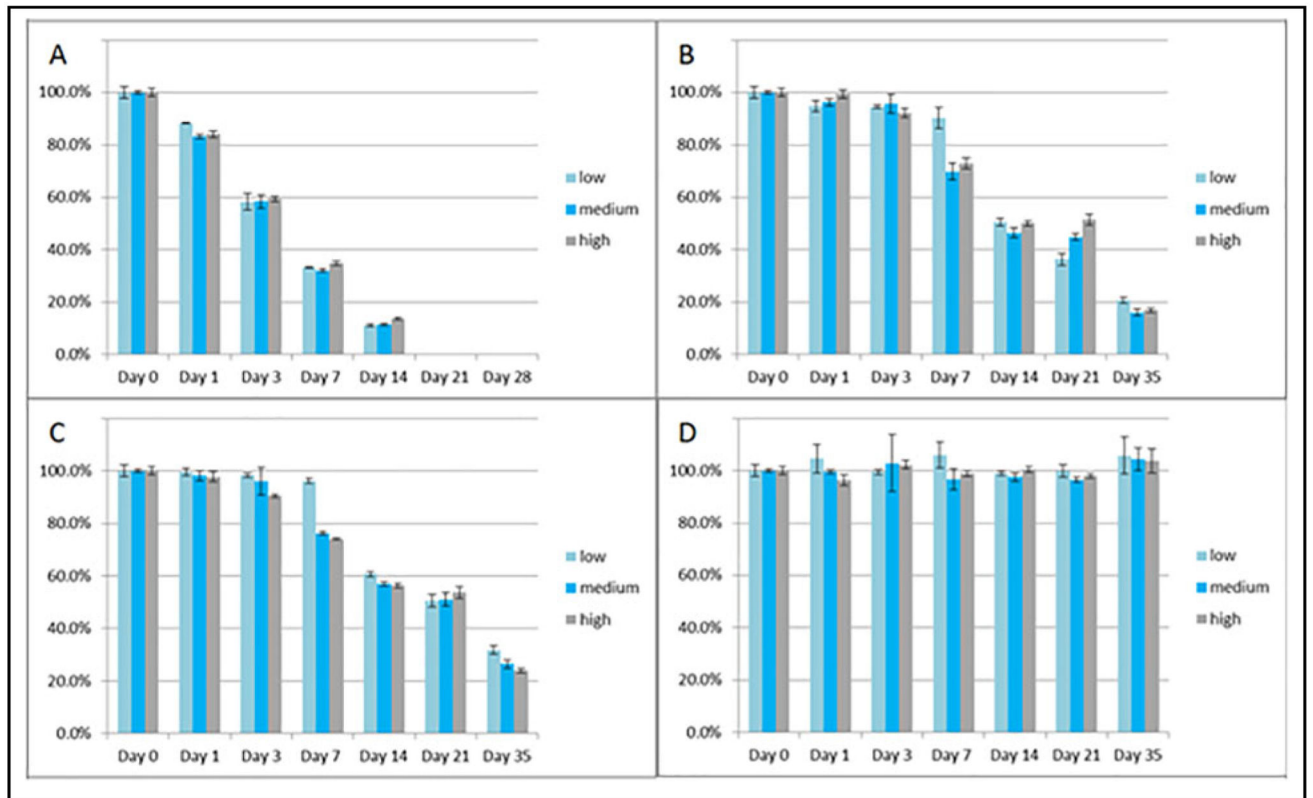 A
100.0%
80.0%
60.0%
40.0%
20.0%
0.0%
Day 0 Day 1 Day 3 Day 7 Day 14 Day 21 Day 28
low
medium
high
B
100.0%
80.0%
60.0%
40.0%
20.0%
0.0%
Day 0 Day 1 Day 3 Day 7 Day 14 Day 21 Day 35
low
medium
high
C
100.0%
80.0%
60.0%
40.0%
20.0%
0.0%
Day 0 Day 1 Day 3 Day 7 Day 14 Day 21 Day 35
low
medium
high
D
100.0%
80.0%
60.0%
40.0%
20.0%
0.0%
Day 0 Day 1 Day 3 Day 7 Day 14 Day 21 Day 35
low
medium
high